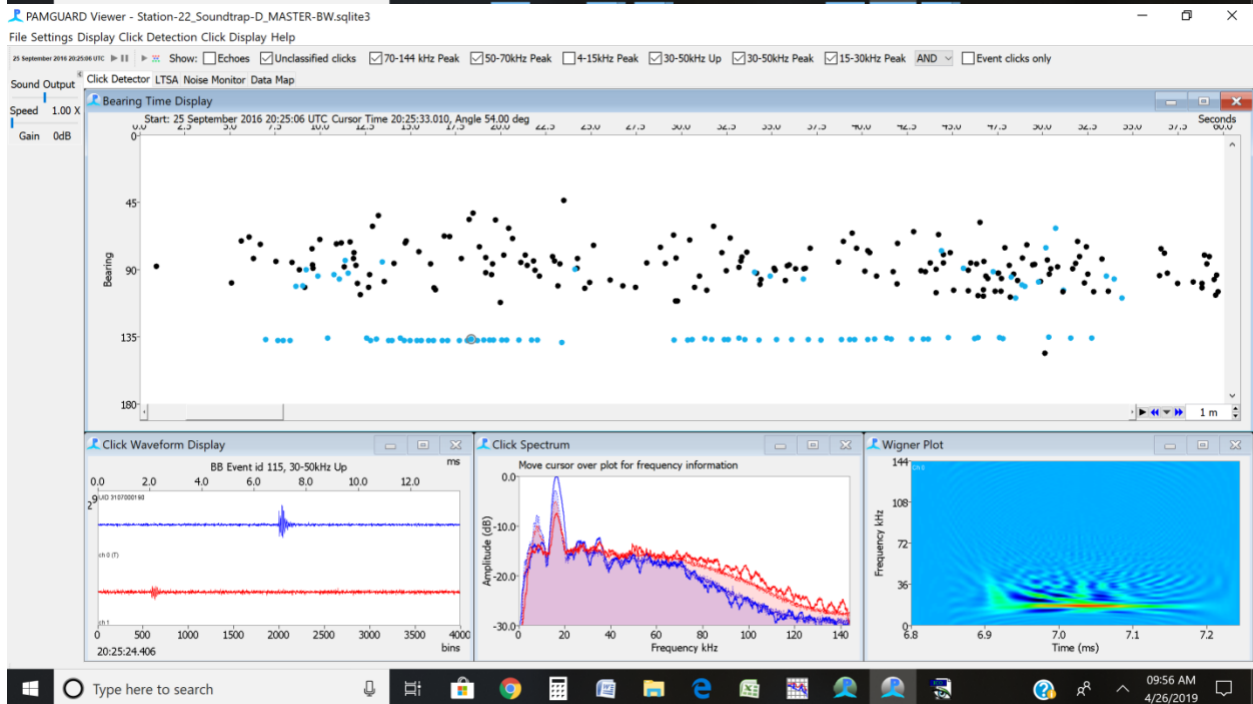 PAMGUARD Viewer - Station-22_Soundtrap-D_MASTER-BW.sqlite3
File Settings Display Click Detection Click Display Help
25 September 2016 20:25:06 UTC Show: Echoes Unclassified clicks 70-144 kHz Peak 50-70kHz Peak 4-15kHz Peak 30-50kHz Up 30-50kHz Peak 15-30kHz Peak AND Event clicks only
Sound Output
Speed 1.00 X
Gain 0dB
Click Detector LTSA Noise Monitor Data Map
Bearing Time Display
Start: 25 September 2016 20:25:06 UTC Cursor Time 20:25:33.010, Angle 54.00 deg
Seconds
0.0 2.5 5.0 7.5 10.0 12.5 15.0 17.5 20.0 22.5 25.0 27.5 30.0 32.5 35.0 37.5 40.0 42.5 45.0 47.5 50.0 52.5 55.0 57.5 60.0
0
45
90
135
180
Bearing
1 m
Click Waveform Display
BB Event id 115, 30-50kHz Up
ms
0.0 2.0 4.0 6.0 8.0 10.0 12.0
UID 3107000160
ch 0 (T)
ch 1
0 500 1000 1500 2000 2500 3000 3500 4000
bins
20:25:24.406
Click Spectrum
Move cursor over plot for frequency information
0.0
-10.0
-20.0
-30.0
Amplitude (dB)
0 20 40 60 80 100 120 140
Frequency kHz
Wigner Plot
144
108
72
36
0
Frequency kHz
6.8 6.9 7.0 7.1 7.2
Time (ms)
Type here to search
09:56 AM
4/26/2019